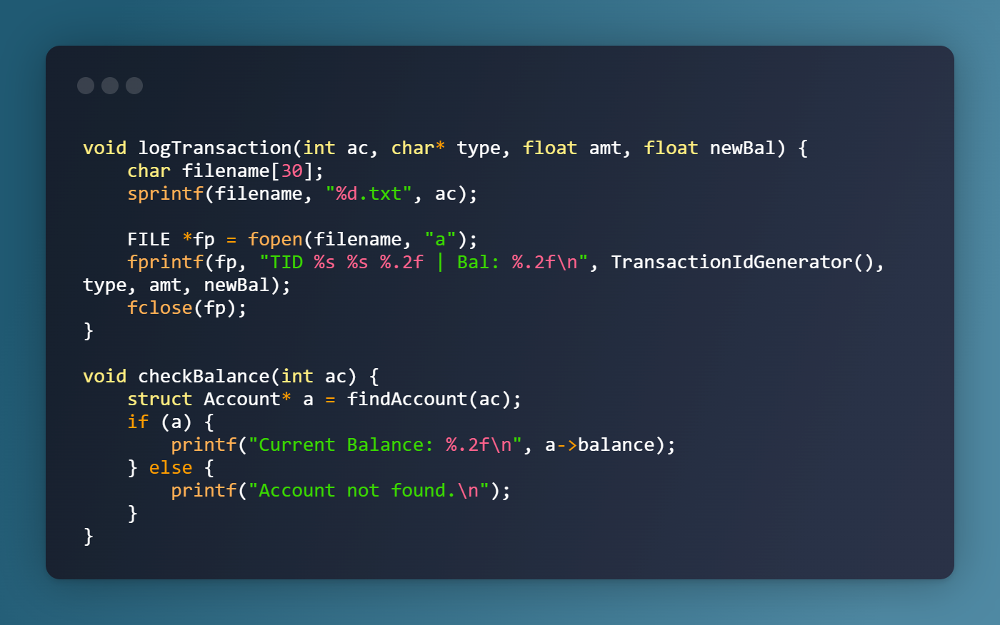 void logTransaction(int ac, char* type, float amt, float newBal) {
    char filename[30];
    sprintf(filename, "%d.txt", ac);

    FILE *fp = fopen(filename, "a");
    fprintf(fp, "TID %s %s %.2f | Bal: %.2f\n", TransactionIdGenerator(),
type, amt, newBal);
    fclose(fp);
}

void checkBalance(int ac) {
    struct Account* a = findAccount(ac);
    if (a) {
        printf("Current Balance: %.2f\n", a->balance);
    } else {
        printf("Account not found.\n");
    }
}